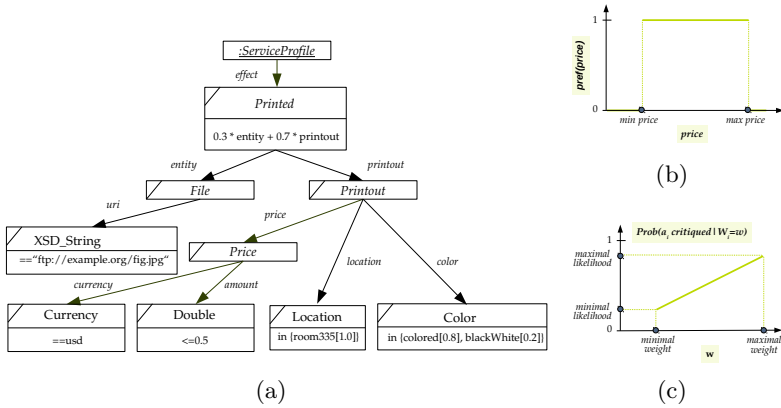 :ServiceProfile
effect
Printed
0.3 * entity + 0.7 * printout
entity
printout
File
Printout
uri
price
XSD_String
==“ftp://example.org/fig.jpg“
Price
location
color
currency
amount
Currency
==usd
Double
<=0.5
Location
in {room335[1.0]}
Color
in {colored[0.8], blackWhite[0.2]}
(a)
1
pref(price)
0
min price
max price
price
(b)
Prob(a_i critiqued | W_i=w)
1
maximal
likelihood
minimal
likelihood
0
minimal
weight
w
maximal
weight
(c)